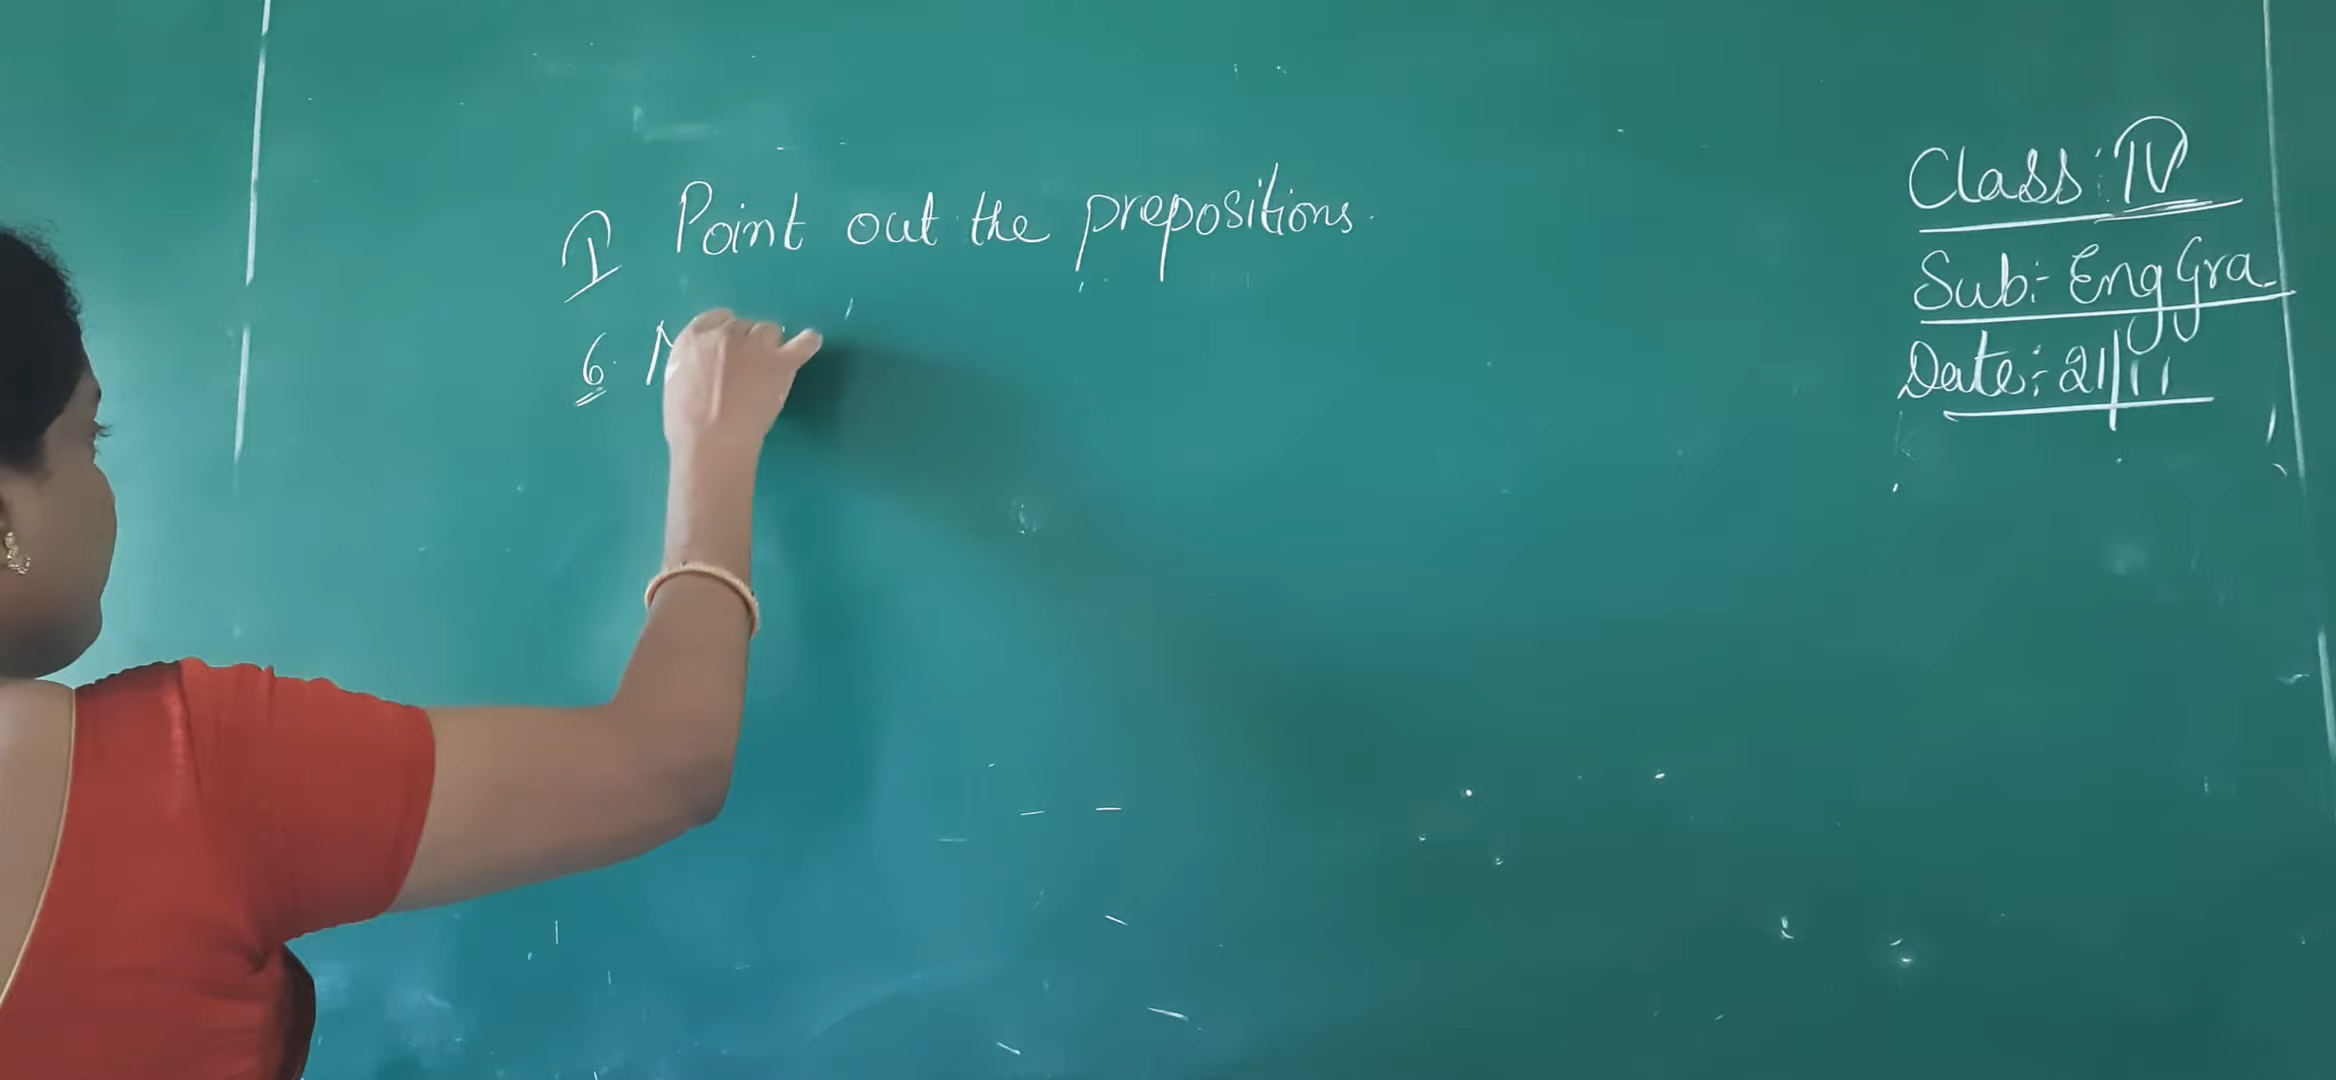 I Point out the prepositions.
6.
Class: IV
Sub:- Eng Gra
Date:- 21/11